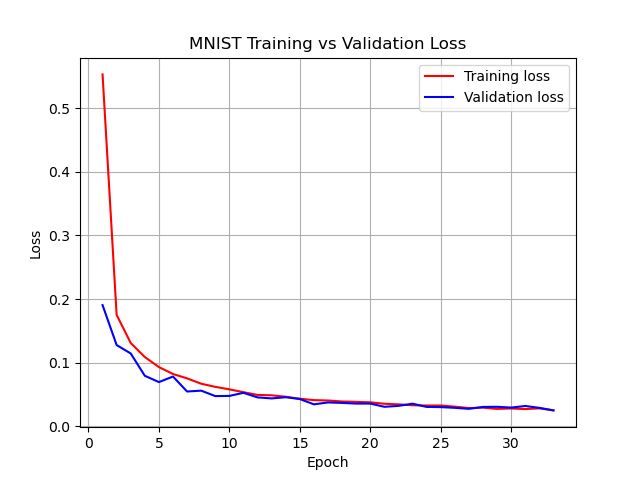 MNIST Training vs Validation Loss
Training loss
Validation loss
0.5
0.4
0.3
0.2
0.1
0.0
Loss
0 5 10 15 20 25 30
Epoch